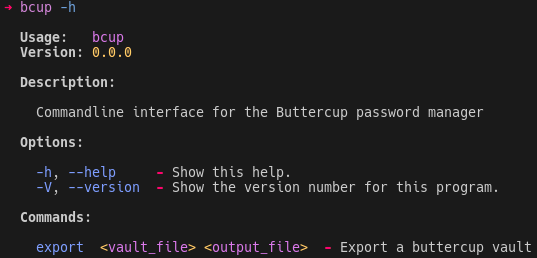 ➜ bcup -h
Usage:   bcup
Version: 0.0.0
Description:
Commandline interface for the Buttercup password manager
Options:
-h, --help     - Show this help.
-V, --version  - Show the version number for this program.
Commands:
export  <vault_file> <output_file>  - Export a buttercup vault